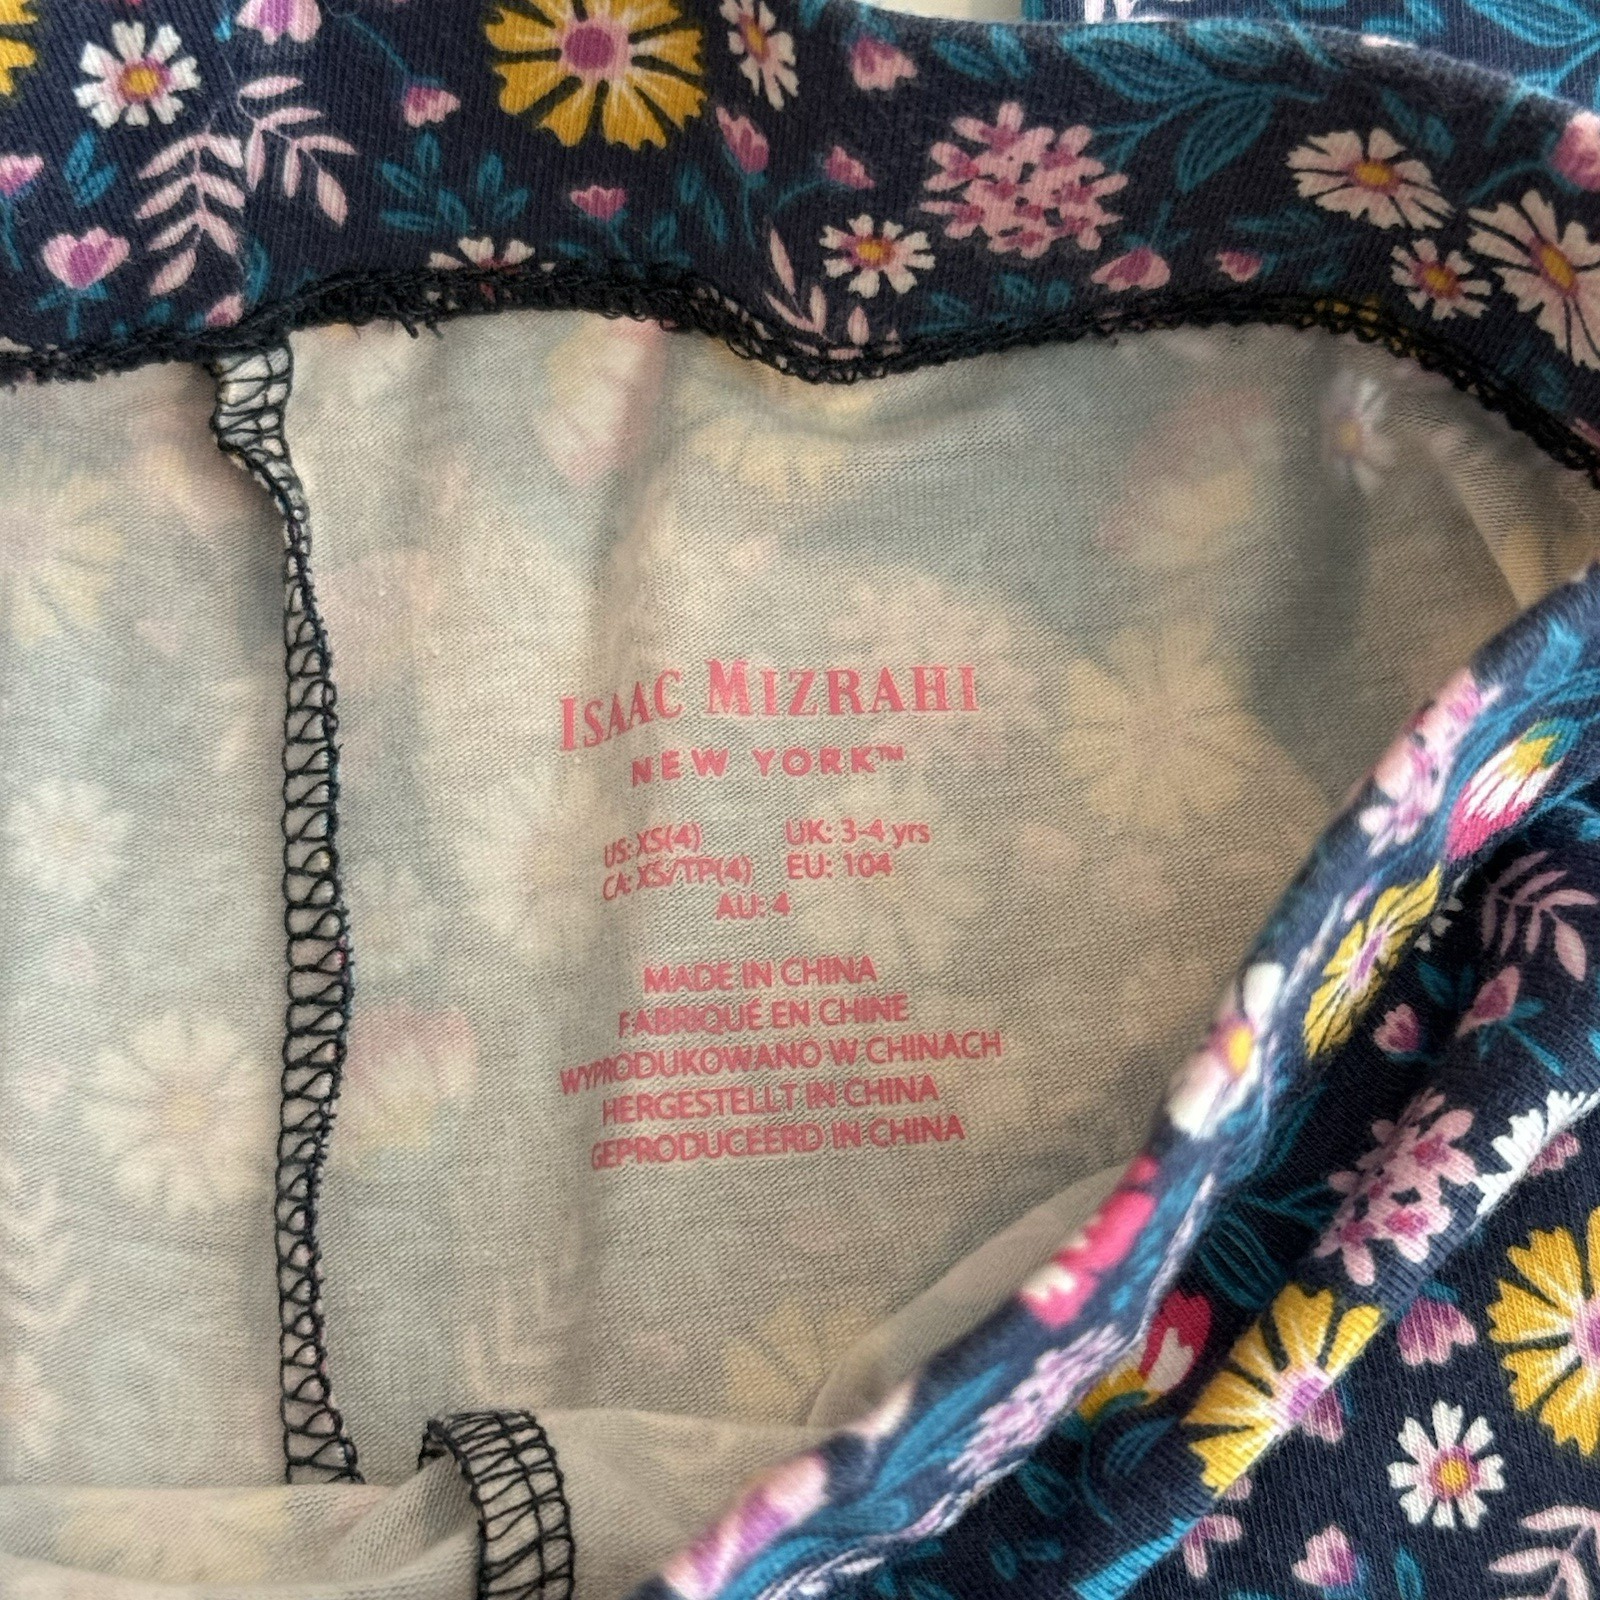 ISAAC MIZRAHI
NEW YORK™
US: XS(4) UK: 3-4 yrs
CA: XS/TP(4) EU: 104
AU: 4
MADE IN CHINA
FABRIQUÉ EN CHINE
WYPRODUKOWANO W CHINACH
HERGESTELLT IN CHINA
GEPRODUCEERD IN CHINA